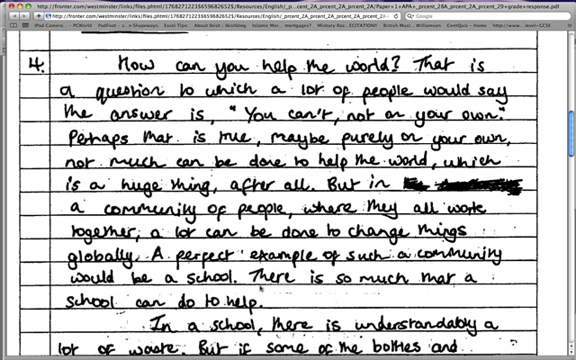 http://fronter.com/westminster/links/files.phtml/1768271223565963826$/Resources/English/_prcent_2A_prcent_2A_prcent_2A/Paper+1+APA+_prcent_28A_prcent_2A_prcent_29+grade+response.pdf
4. How can you help the world? That is
a question to which a lot of people would say
the answer is, "You can't, not on your own."
Perhaps that is true, maybe purely on your own,
not much can be done to help the world, which
is a huge thing, after all. But in
a community of people, where they all work
together, a lot can be done to change things
globally. A perfect example of such a community
would be a school. There is so much that a
school can do to help.
In a school, there is understandably a
lot of waste. But if some of the bottles and